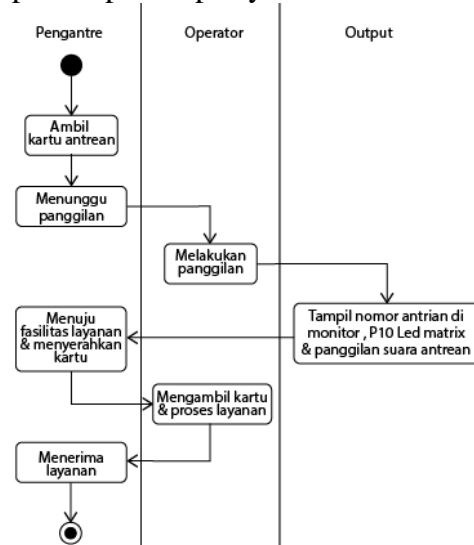 Pengantre
Operator
Output
Ambil
kartu antrean
Menunggu
panggilan
Melakukan
panggilan
Tampil nomor antrian di
monitor , P10 Led matrix
& panggilan suara antrean
Menuju
fasilitas layanan
& menyerahkan
kartu
Mengambil kartu
& proses layanan
Menerima
layanan